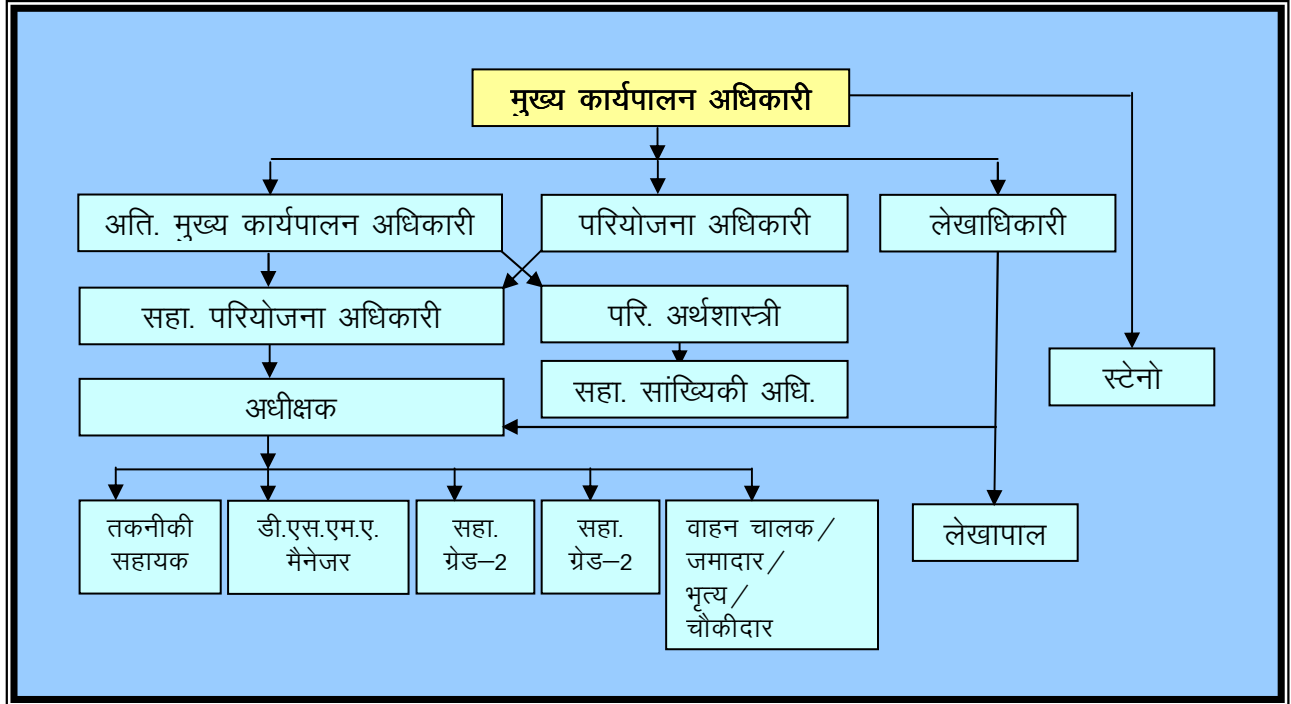 मुख्य कार्यपालन अधिकारी
अति. मुख्य कार्यपालन अधिकारी
परियोजना अधिकारी
लेखाधिकारी
सहा. परियोजना अधिकारी
परि. अर्थशास्त्री
सहा. सांख्यिकी अधि.
स्टेनो
अधीक्षक
तकनीकी
सहायक
डी.एस.एम.ए.
मैनेजर
सहा.
ग्रेड–2
सहा.
ग्रेड–2
वाहन चालक/
जमादार/
भृत्य/
चौकीदार
लेखापाल